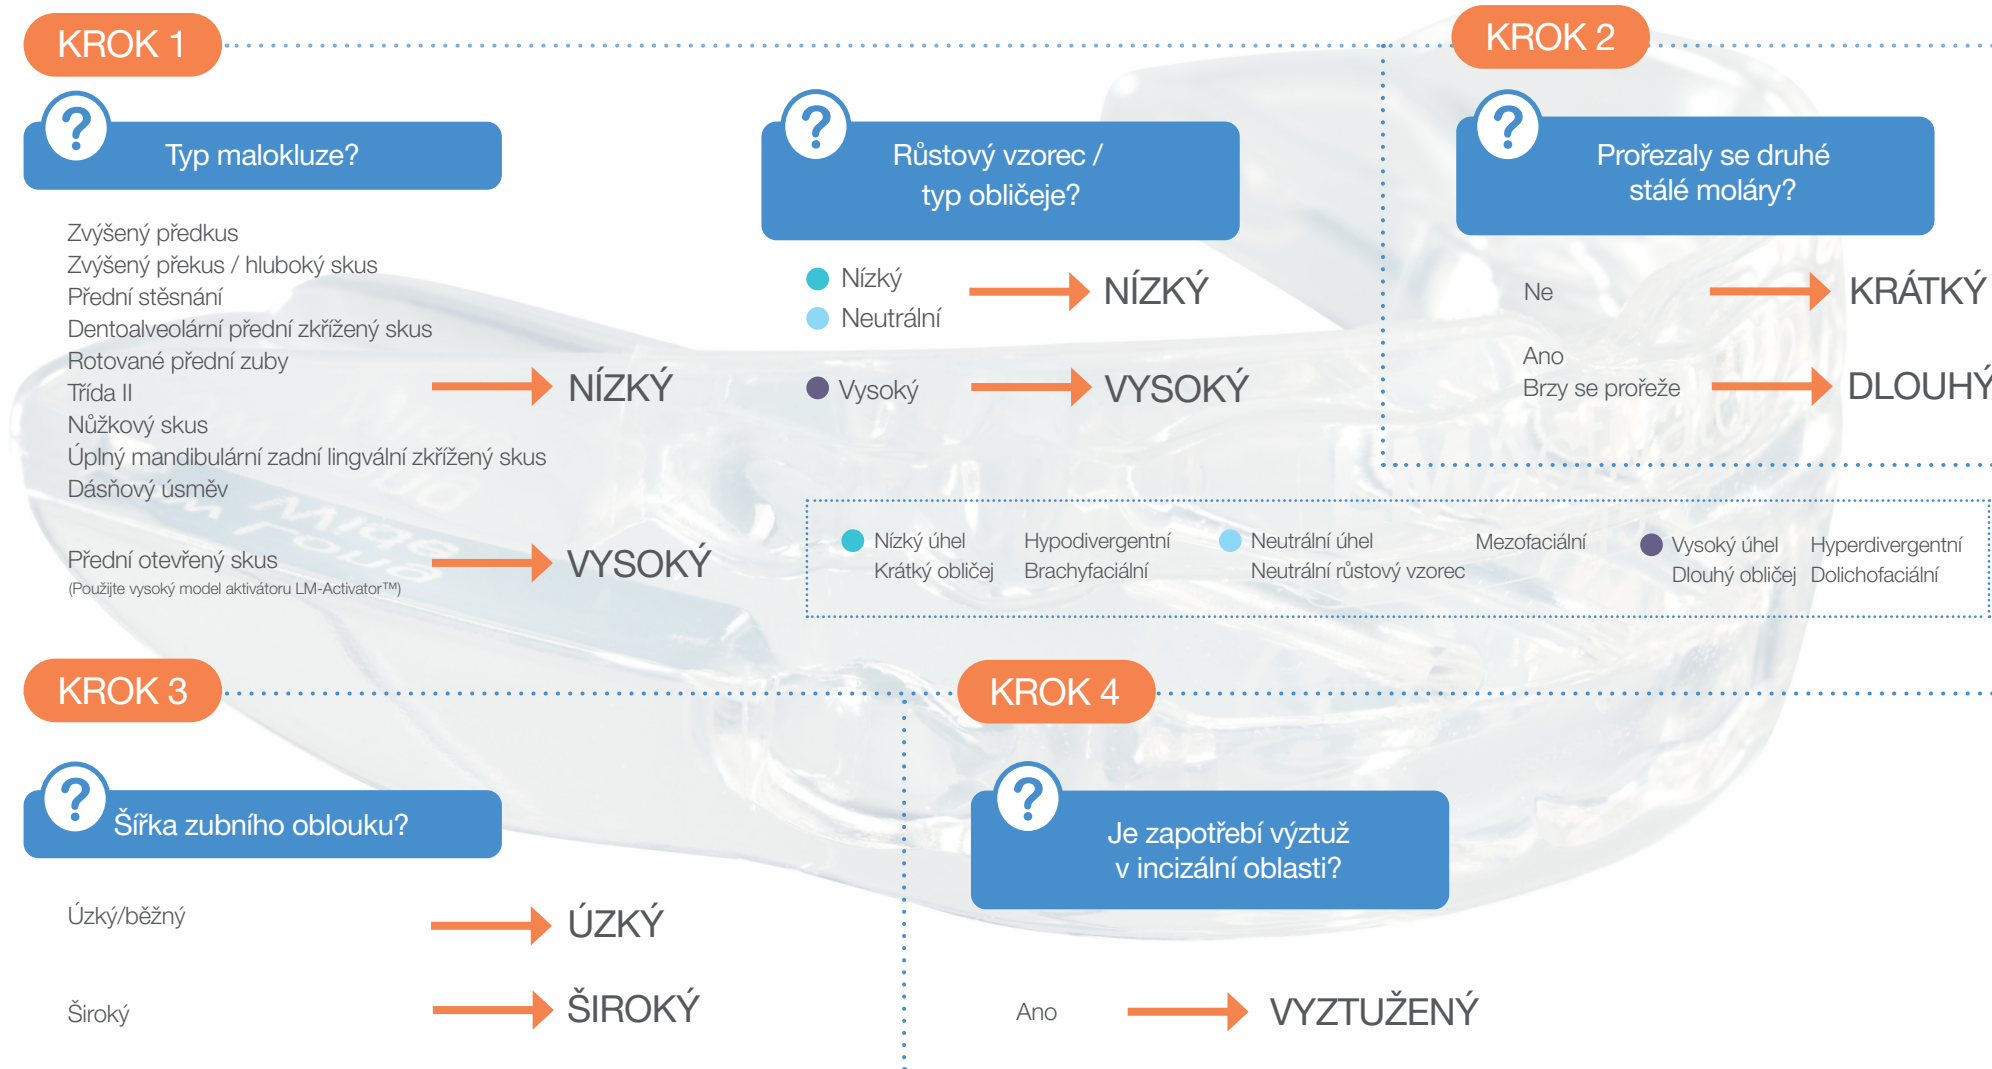 KROK 1
Typ malokluze?
Zvýšený předkus
Zvýšený překus / hluboký skus
Přední stěsnání
Dentoalveolární přední zkřížený skus
Rotované přední zuby
Třída II
Nůžkový skus
Úplný mandibulární zadní lingvální zkřížený skus
Dásňový úsměv
NÍZKÝ
Přední otevřený skus
(Použijte vysoký model aktivátoru LM-Activator™)
VYSOKÝ
Růstový vzorec /
typ obličeje?
Nízký
Neutrální
NÍZKÝ
Vysoký
VYSOKÝ
KROK 2
Prořezaly se druhé
stálé moláry?
Ne
KRÁTKÝ
Ano
Brzy se prořeže
DLOUHÝ
Nízký úhel
Krátký obličej
Hypodivergentní
Brachyfaciální
Neutrální úhel
Neutrální růstový vzorec
Mezofaciální
Vysoký úhel
Dlouhý obličej
Hyperdivergentní
Dolichofaciální
KROK 3
Šířka zubního oblouku?
Úzký/běžný
ÚZKÝ
Široký
ŠIROKÝ
KROK 4
Je zapotřebí výztuž
v incizální oblasti?
Ano
VYZTUŽENÝ